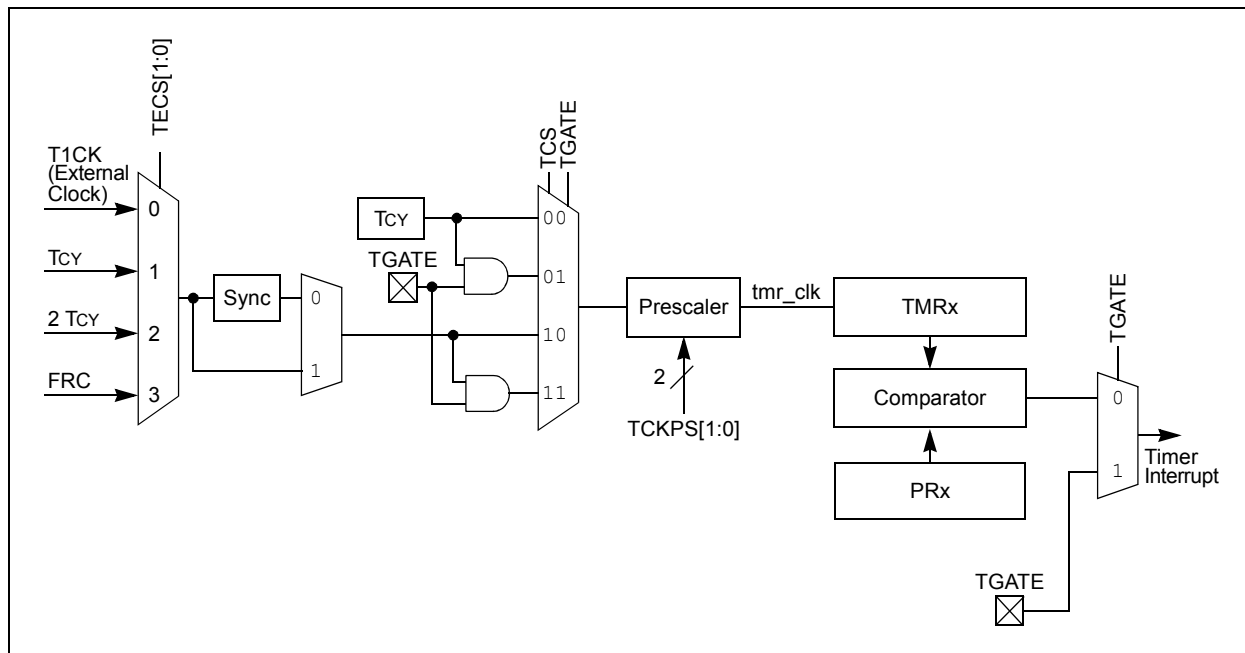 TECS[1:0]
T1CK
(External
Clock)
0
TCY
1
2 TCY
2
FRC
3
Sync
0
1
TCS
TGATE
TCY
00
TGATE
01
10
11
Prescaler
2
TCKPS[1:0]
tmr_clk
TMRx
Comparator
PRx
TGATE
0
1
Timer
Interrupt
TGATE